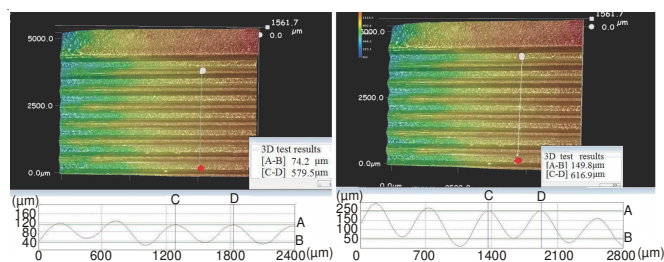 1561.7
5000.0
0.0 μm
2500.0
0.0μm
3D test results
[A-B] 74.2 μm
[C-D] 579.5μm
(μm)
C D
160
120 A
80
40 B
0 600 1200 1800 2400(μm)
1561.7
5000.0
0.0 μm
2500.0
0.0μm
3D test results
[A-B] 149.8μm
[C-D] 616.9μm
(μm)
C D
250
200 A
150
100
50 B
0 700 1400 2100 2800(μm)